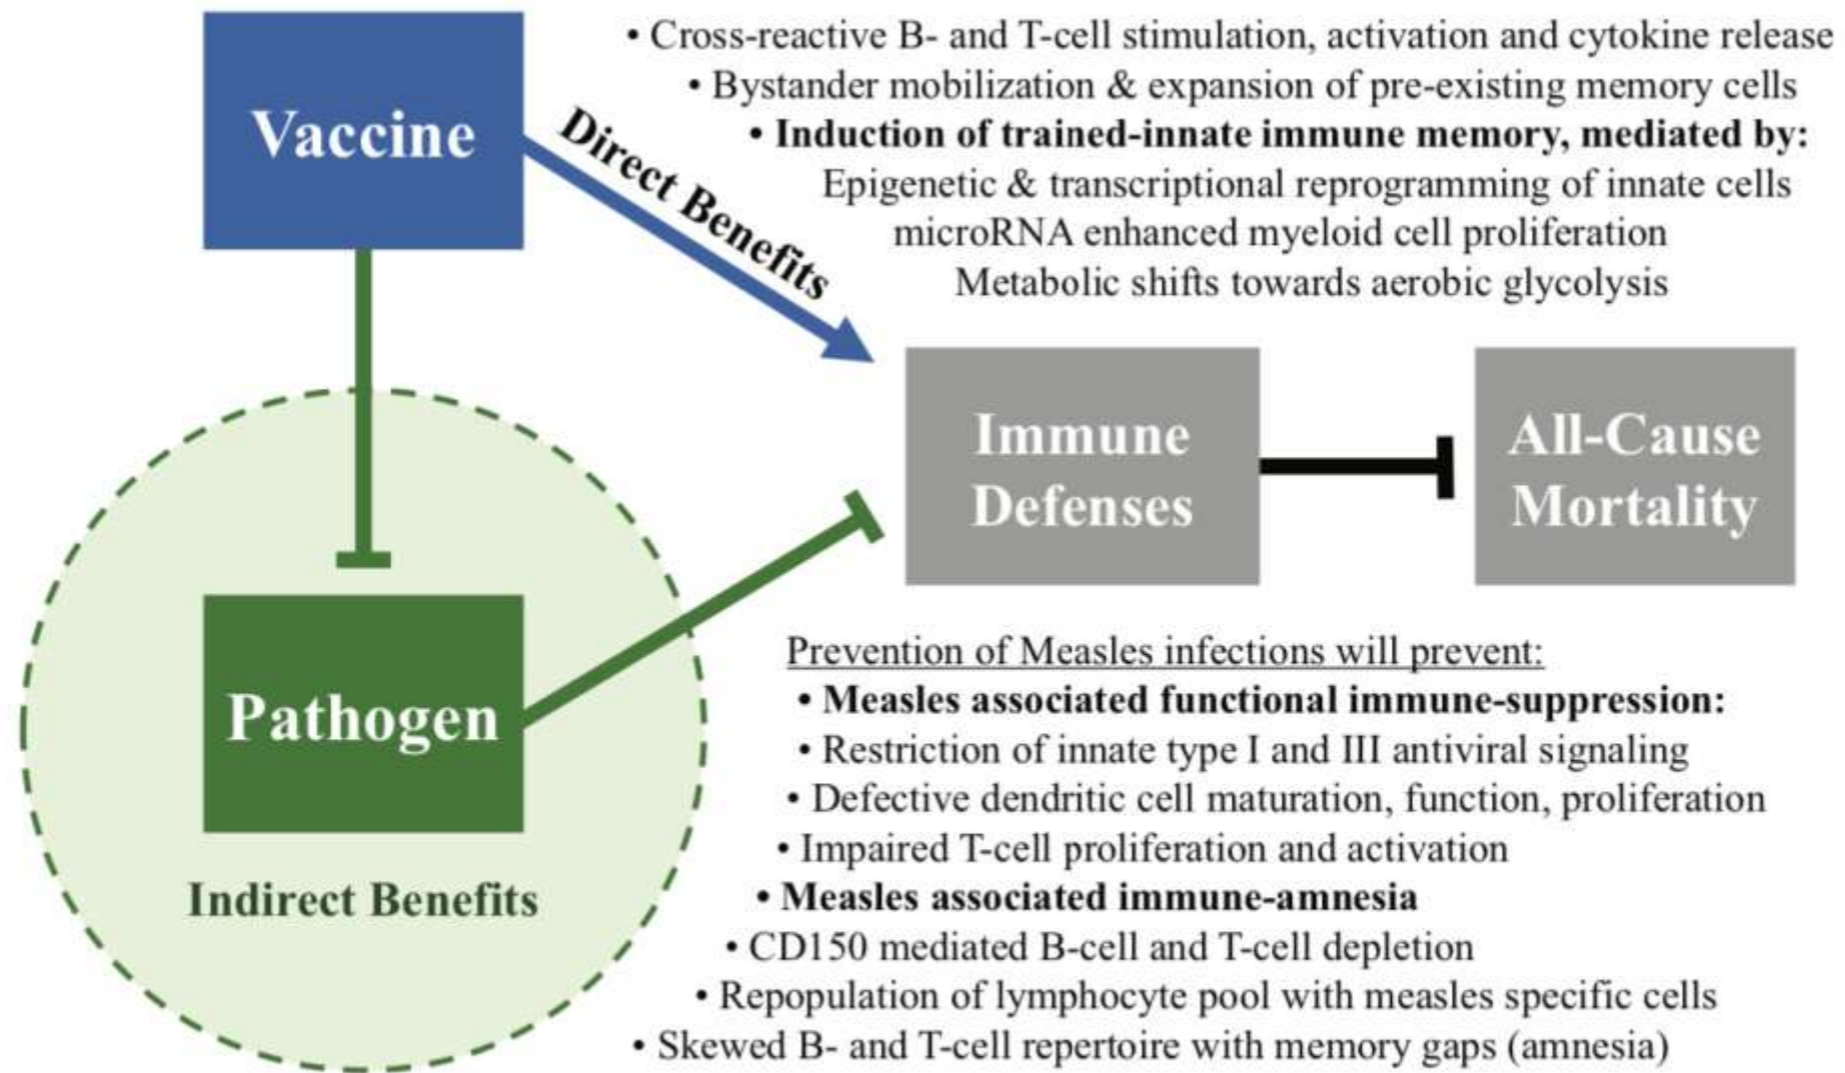 Vaccine
Direct Benefits
• Cross-reactive B- and T-cell stimulation, activation and cytokine release
• Bystander mobilization & expansion of pre-existing memory cells
• Induction of trained-innate immune memory, mediated by:
Epigenetic & transcriptional reprogramming of innate cells
microRNA enhanced myeloid cell proliferation
Metabolic shifts towards aerobic glycolysis
Immune
Defenses
All-Cause
Mortality
Pathogen
Indirect Benefits
Prevention of Measles infections will prevent:
• Measles associated functional immune-suppression:
• Restriction of innate type I and III antiviral signaling
• Defective dendritic cell maturation, function, proliferation
• Impaired T-cell proliferation and activation
• Measles associated immune-amnesia
• CD150 mediated B-cell and T-cell depletion
• Repopulation of lymphocyte pool with measles specific cells
• Skewed B- and T-cell repertoire with memory gaps (amnesia)